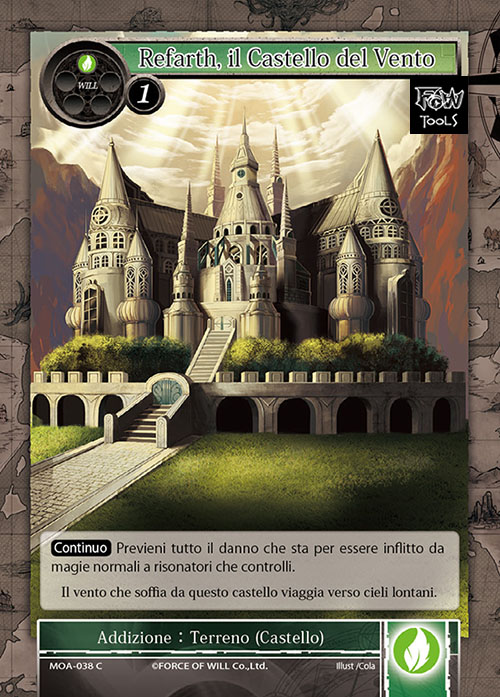 Refarth, il Castello del Vento
WILL
1
FoW
TOOLS
Continuo Previeni tutto il danno che sta per essere inflitto da
magie normali a risonatori che controlli.
Il vento che soffia da questo castello viaggia verso cieli lontani.
Addizione : Terreno (Castello)
MOA-038 C ©FORCE OF WILL Co.,Ltd. Illust /Cola